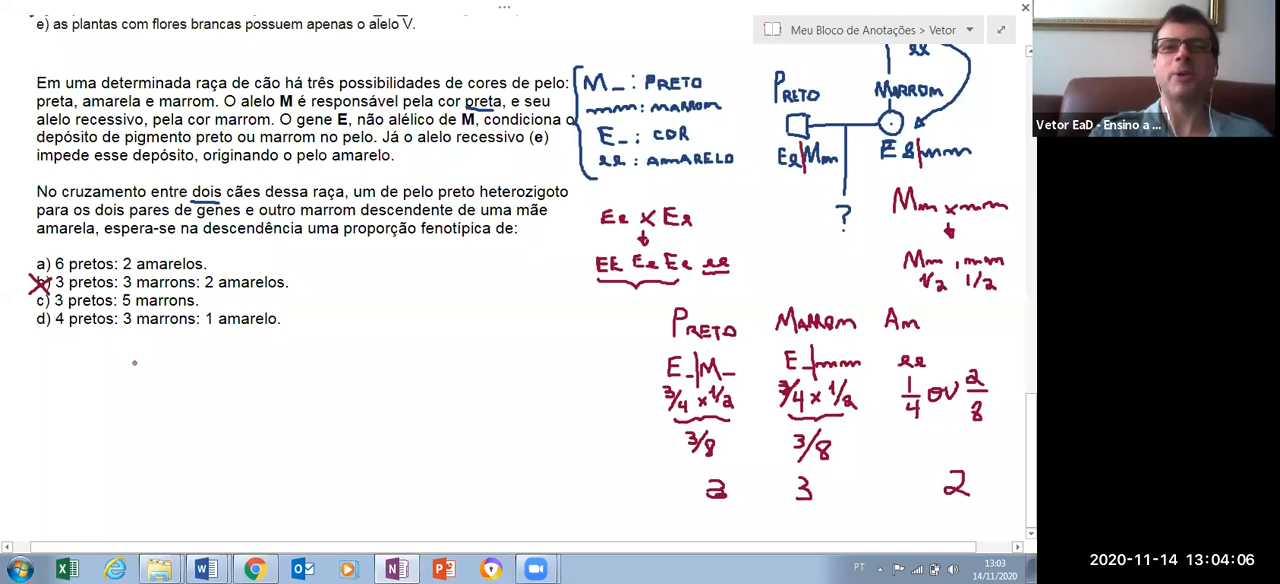 e) as plantas com flores brancas possuem apenas o alelo V.
Meu Bloco de Anotações > Vetor
Em uma determinada raça de cão há três possibilidades de cores de pelo:
preta, amarela e marrom. O alelo M é responsável pela cor preta, e seu
alelo recessivo, pela cor marrom. O gene E, não alélico de M, condiciona o
depósito de pigmento preto ou marrom no pelo. Já o alelo recessivo (e)
impede esse depósito, originando o pelo amarelo.
No cruzamento entre dois cães dessa raça, um de pelo preto heterozigoto
para os dois pares de genes e outro marrom descendente de uma mãe
amarela, espera-se na descendência uma proporção fenotípica de:
a) 6 pretos: 2 amarelos.
b) 3 pretos: 3 marrons: 2 amarelos.
c) 3 pretos: 5 marrons.
d) 4 pretos: 3 marrons: 1 amarelo.
M_ : PRETO
mm : MARROM
E_ : COR
ee : AMARELO
ee
PRETO
MARROM
Ee|Mm
Ee|mm
?
Ee x Ee
EE Ee Ee ee
Mm x mm
Mm , mm
1/2 1/2
PRETO MARROM Am
E_|M_ E_|mm ee
3/4 x 1/2 3/4 x 1/2 1/4 OU 2/8
3/8 3/8
3 3 2
Vetor EaD - Ensino a ...
PT
13:03
14/11/2020
2020-11-14 13:04:06